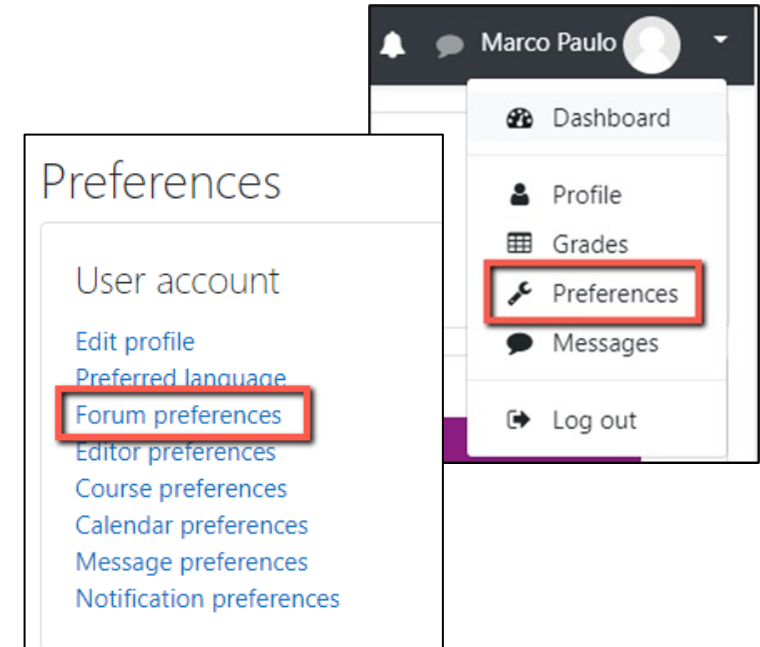 Marco Paulo
Dashboard
Profile
Grades
Preferences
Messages
Log out
Preferences
User account
Edit profile
Preferred language
Forum preferences
Editor preferences
Course preferences
Calendar preferences
Message preferences
Notification preferences